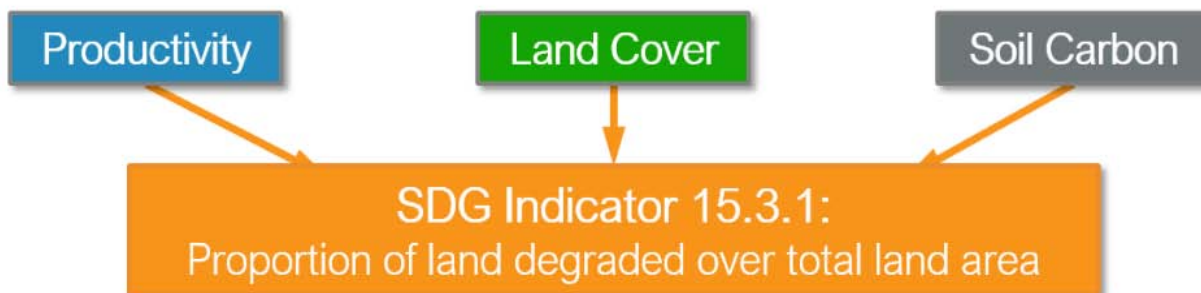 Productivity
Land Cover
Soil Carbon
SDG Indicator 15.3.1:
Proportion of land degraded over total land area